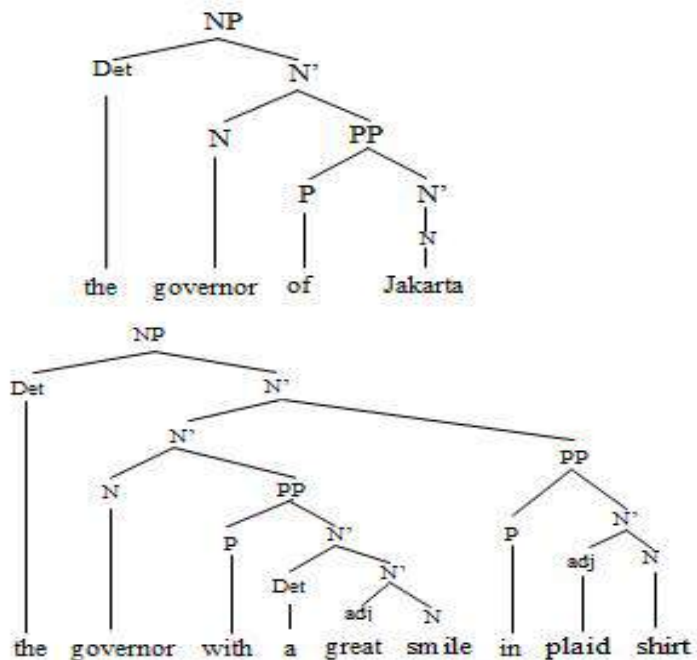 NP
Det N’
N PP
P N’
N
the governor of Jakarta
NP
Det N’
N’
PP
N PP
P N’ P N’
Det N’ adj N
adj N
the governor with a great smile in plaid shirt